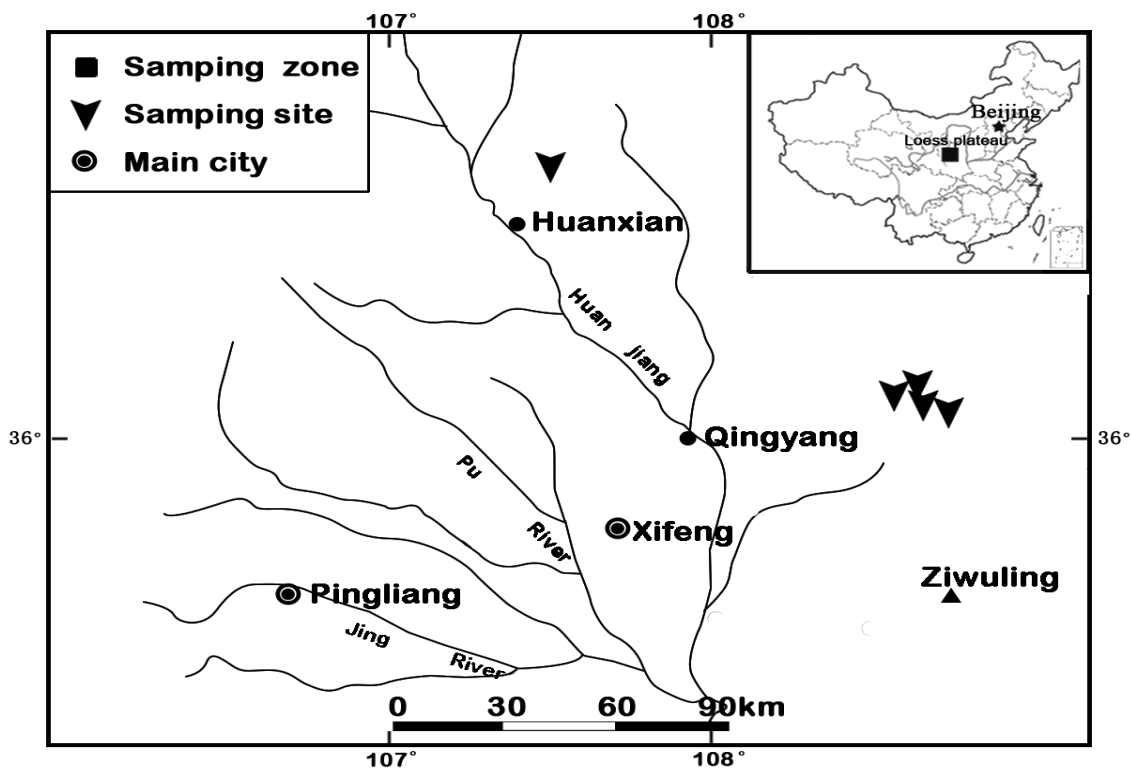 107°
108°
Samping zone
Samping site
Main city
Beijing
Loess plateau
Huanxian
Huan
jiang
36°
Qingyang
36°
Pu
River
Xifeng
Ziwuling
Pingliang
Jing
River
0 30 60 90km
107°
108°